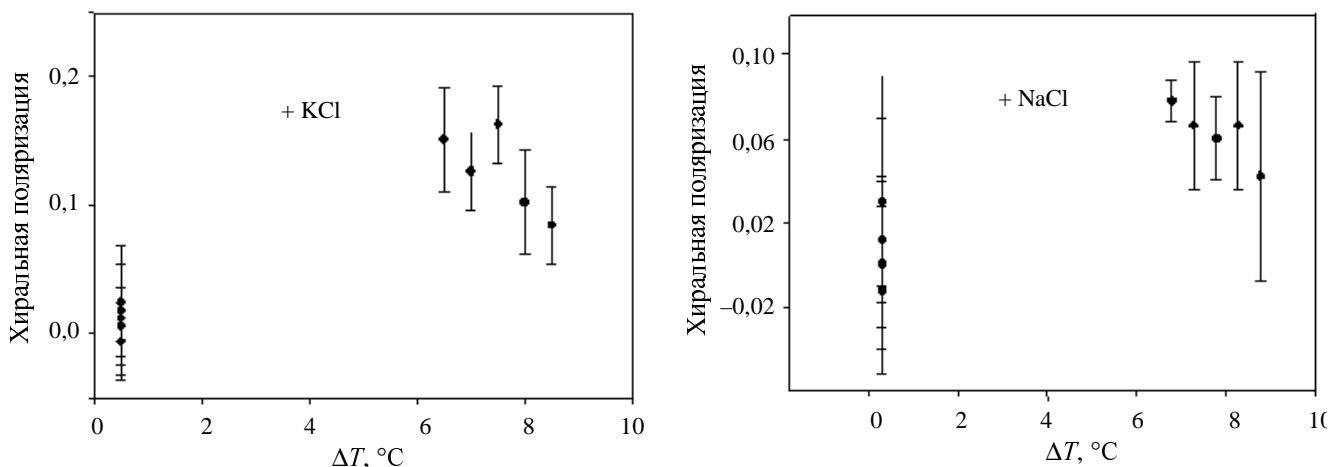 Хиральная поляризация
0,2
0,1
0,0
+ KCl
0 2 4 6 8 10
ΔT, °C
Хиральная поляризация
0,10
0,06
0,02
–0,02
+ NaCl
0 2 4 6 8 10
ΔT, °C